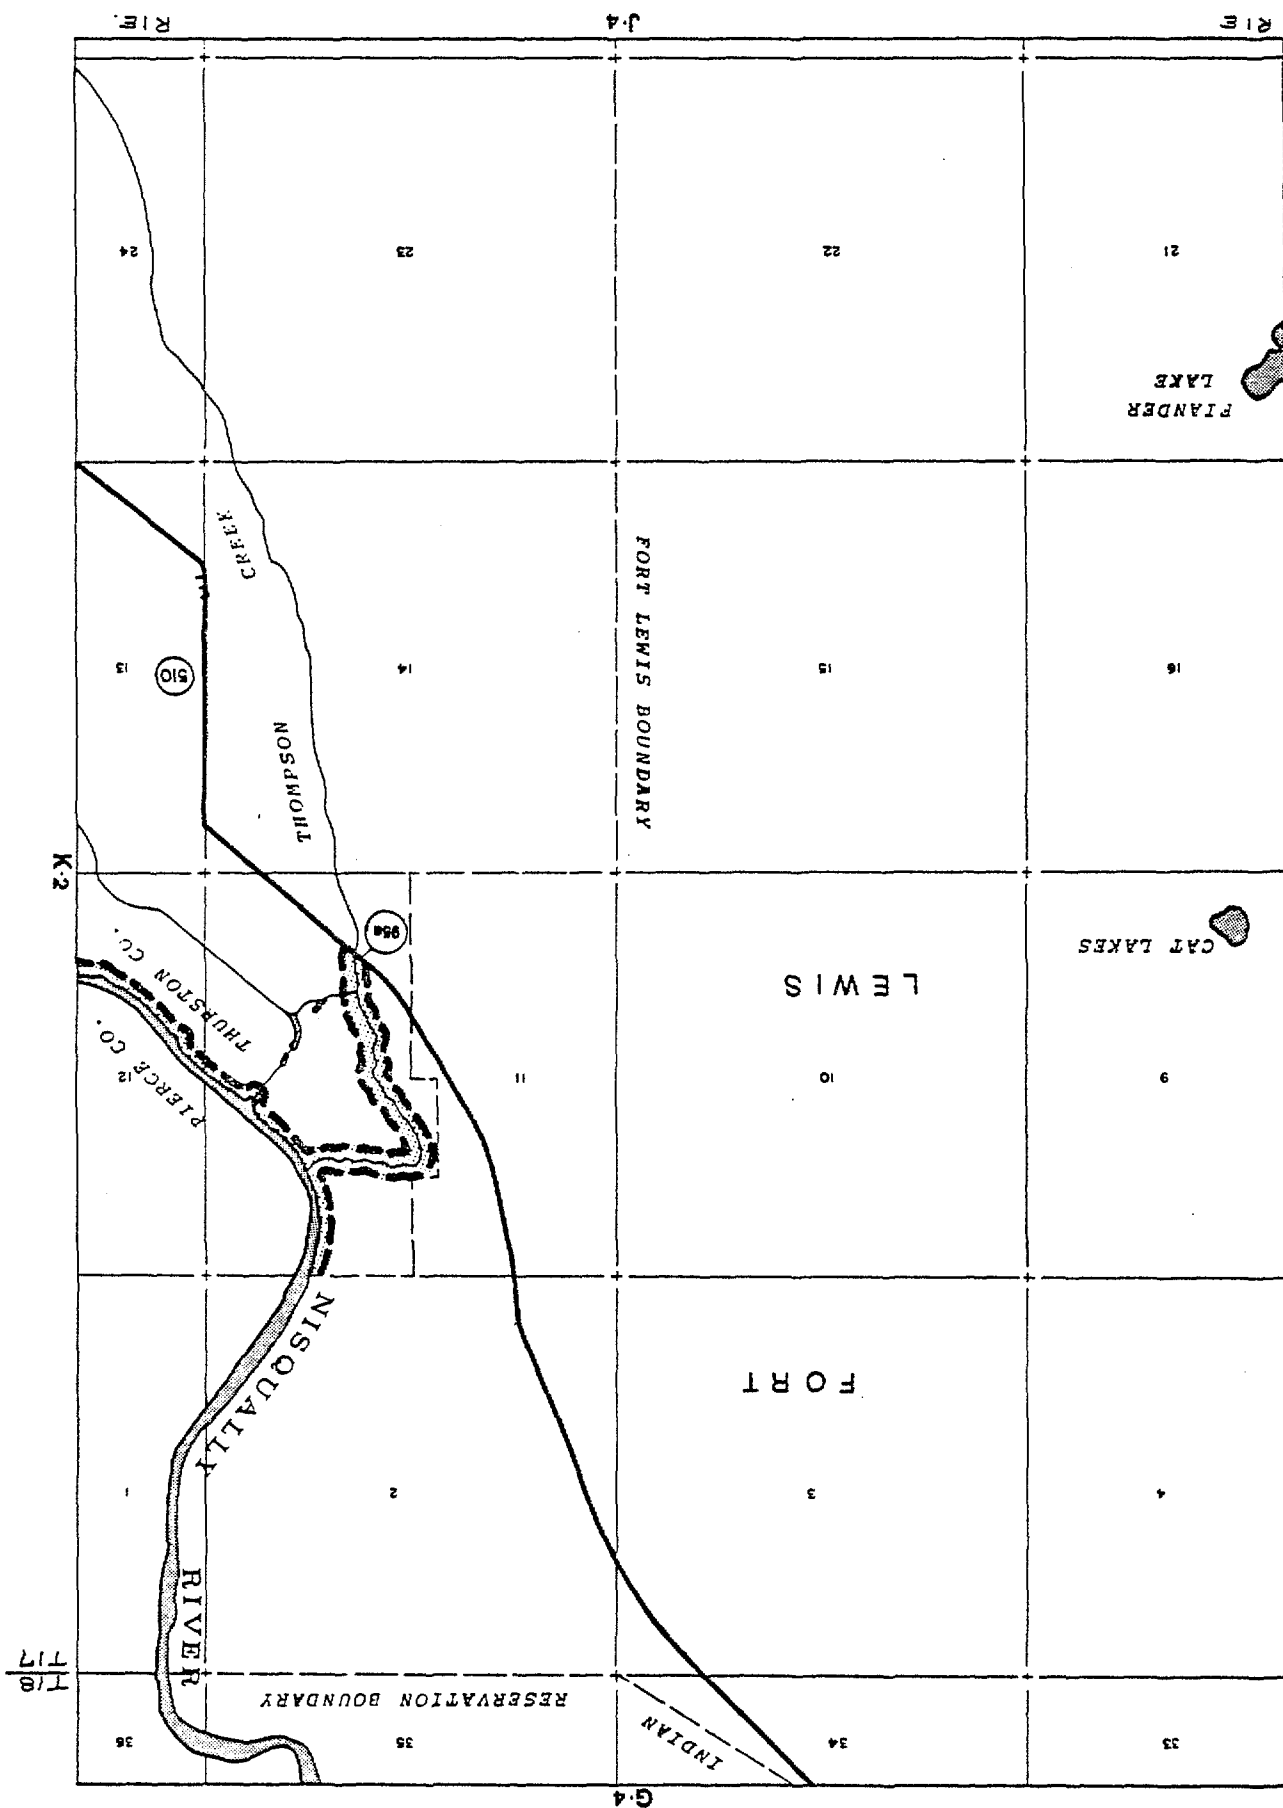 G·4
33
34
35
36
INDIAN
RESERVATION BOUNDARY
T18
T17
4
3
2
1
RIVER
NISQUALLY
FORT
9
10
11
12
PIERCE CO.
THURSTON CO.
LEWIS
CAT LAKES
95a
K·2
16
15
14
13
510
THOMPSON
CREEK
FORT LEWIS BOUNDARY
FIANDER
LAKE
21
22
23
24
R1E
J·4
R1E.